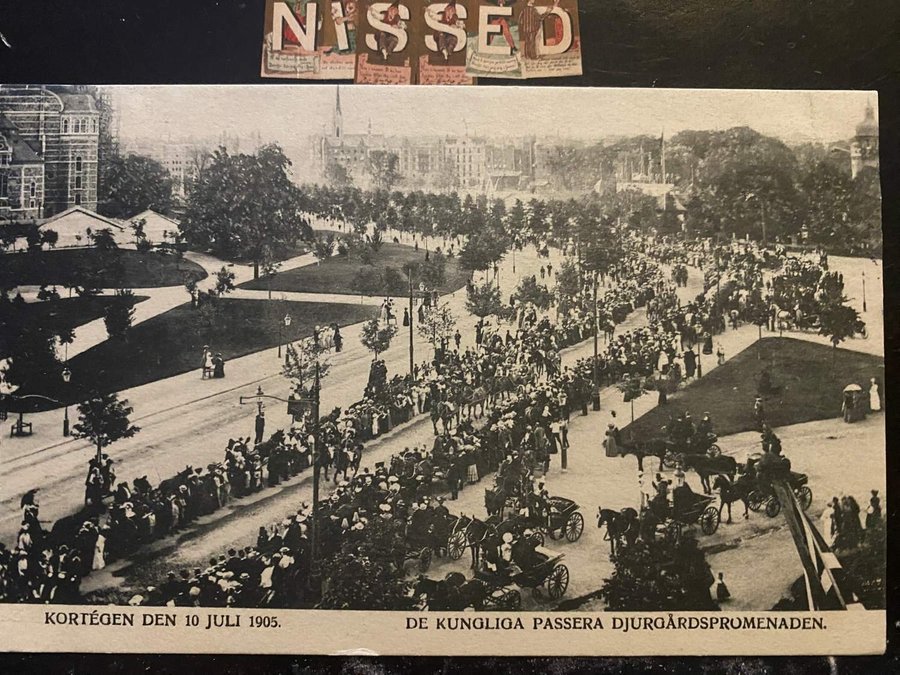 NISSED
KORTÉGEN DEN 10 JULI 1905.
DE KUNGLIGA PASSERA DJURGÅRDSPROMENADEN.